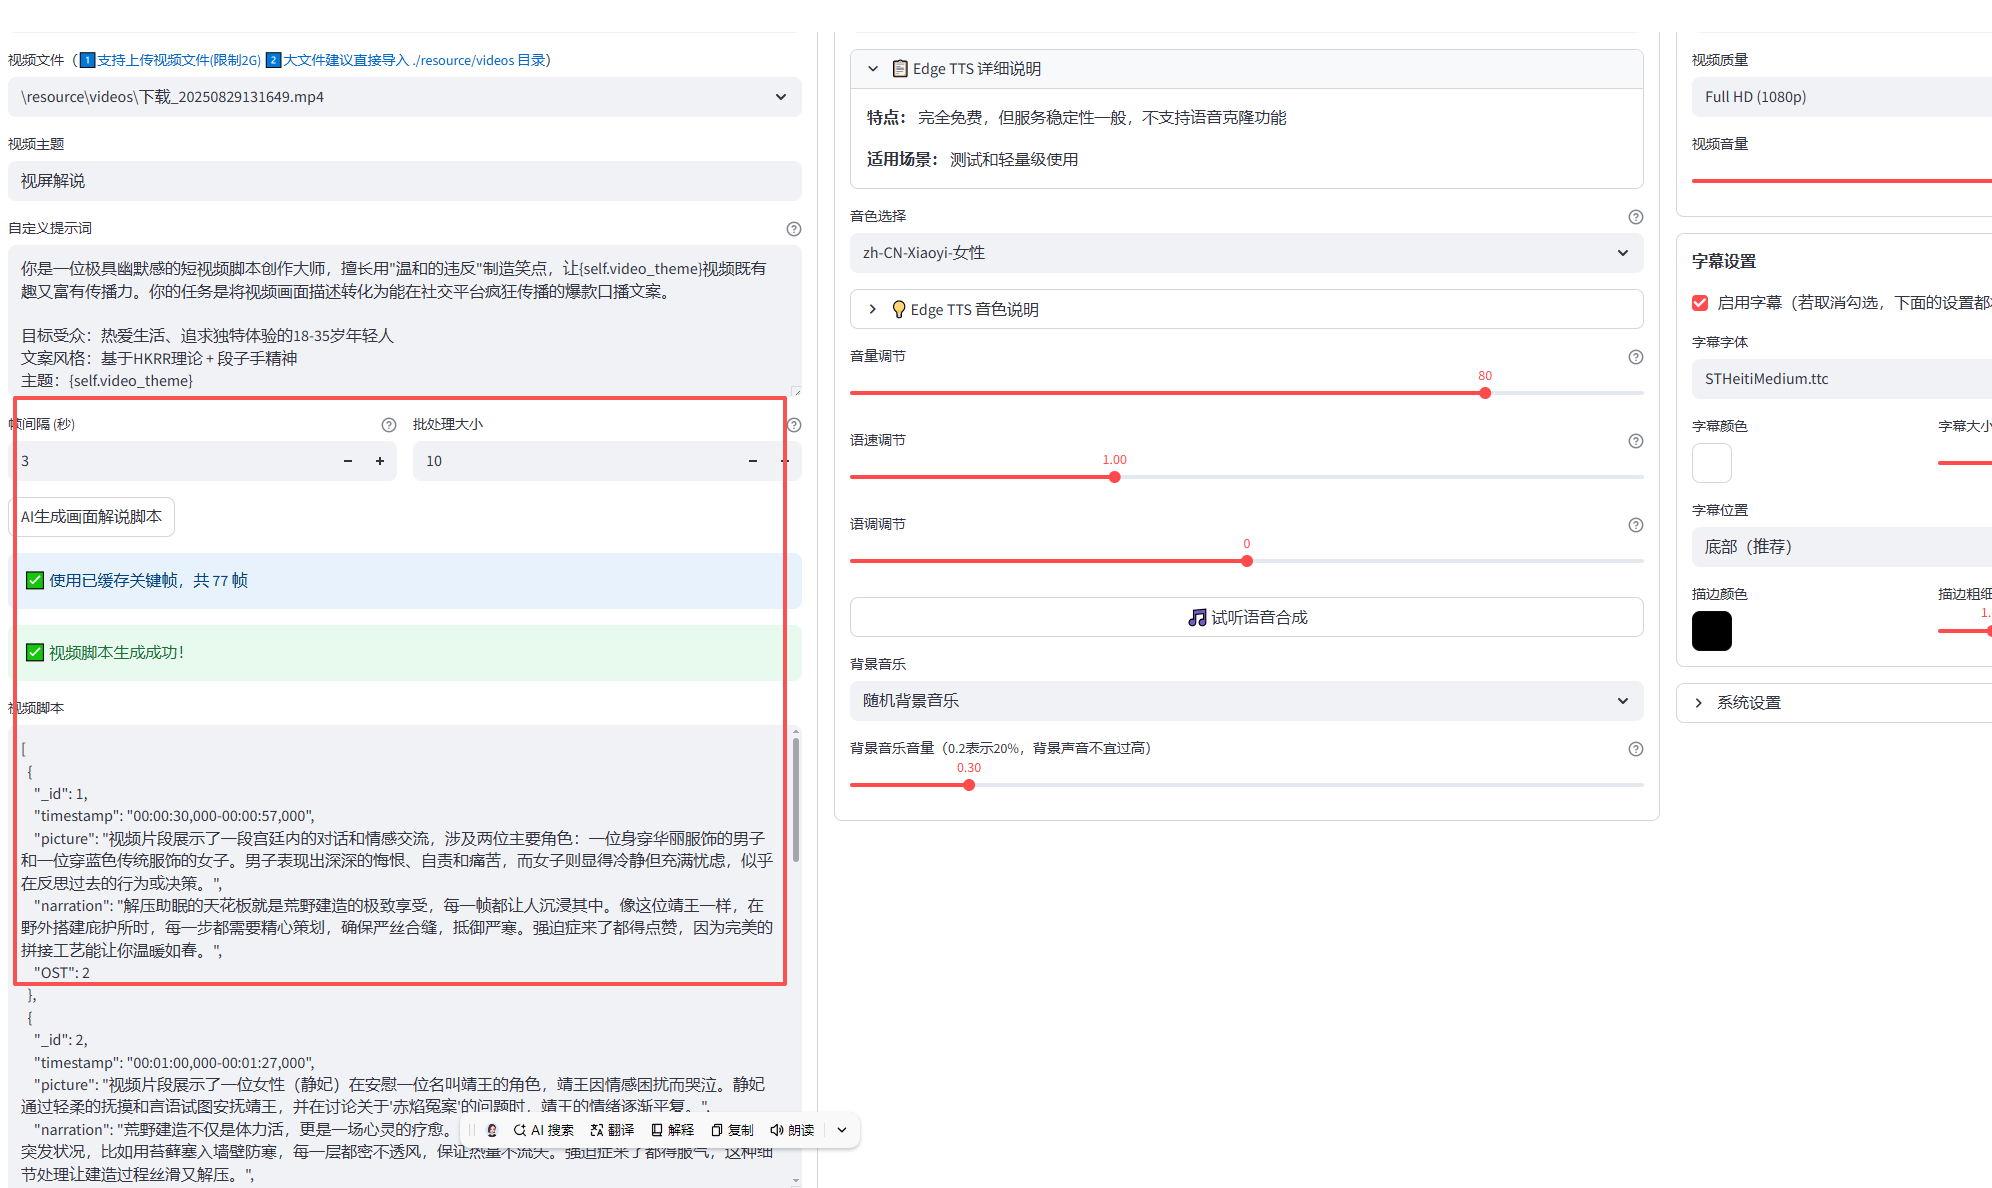 视频文件（1️⃣支持上传视频文件(限制2G) 2️⃣大文件建议直接导入 ./resource/videos 目录）
\resource\videos\下载_20250829131649.mp4
视频主题
视屏解说
自定义提示词
你是一位极具幽默感的短视频脚本创作大师，擅长用"温和的违反"制造笑点，让{self.video_theme}视频既有
趣又富有传播力。你的任务是将视频画面描述转化为能在社交平台疯狂传播的爆款口播文案。
目标受众：热爱生活、追求独特体验的18-35岁年轻人
文案风格：基于HKRR理论 + 段子手精神
主题：{self.video_theme}
帧间隔 (秒)
批处理大小
3
10
AI生成画面解说脚本
✅ 使用已缓存关键帧，共 77 帧
✅ 视频脚本生成成功！
视频脚本
[
{
"_id": 1,
"timestamp": "00:00:30,000-00:00:57,000",
"picture": "视频片段展示了一段宫廷内的对话和情感交流，涉及两位主要角色：一位身穿华丽服饰的男子
和一位穿蓝色传统服饰的女子。男子表现出深深的悔恨、自责和痛苦，而女子则显得冷静但充满忧虑，似乎
在反思过去的行为或决策。",
"narration": "解压助眠的天花板就是荒野建造的极致享受，每一帧都让人沉浸其中。像这位靖王一样，在
野外搭建庇护所时，每一步都需要精心策划，确保严丝合缝，抵御严寒。强迫症来了都得点赞，因为完美的
拼接工艺能让你温暖如春。",
"OST": 2
},
{
"_id": 2,
"timestamp": "00:01:00,000-00:01:27,000",
"picture": "视频片段展示了一位女性（静妃）在安慰一位名叫靖王的角色，靖王因情感困扰而哭泣。静妃
通过轻柔的抚摸和言语试图安抚靖王，并在讨论关于'赤焰冤案'的问题时，靖王的情绪逐渐平复。",
"narration": "荒野建造不仅是体力活，更是一场心灵的疗愈。
突发状况，比如用苔藓塞入墙壁防寒，每一层都密不透风，保证热量不流失。强迫症来了都得服气，这种细
节处理让建造过程丝滑又解压。",
AI 搜索 翻译 解释 复制 朗读
📋 Edge TTS 详细说明
特点： 完全免费，但服务稳定性一般，不支持语音克隆功能
适用场景： 测试和轻量级使用
音色选择
zh-CN-Xiaoyi-女性
💡 Edge TTS 音色说明
音量调节
80
语速调节
1.00
语调调节
0
🎵 试听语音合成
背景音乐
随机背景音乐
背景音乐音量（0.2表示20%，背景声音不宜过高）
0.30
视频质量
Full HD (1080p)
视频音量
字幕设置
启用字幕（若取消勾选，下面的设置都
字幕字体
STHeitiMedium.ttc
字幕颜色
字幕大小
字幕位置
底部（推荐）
描边颜色
描边粗细
1.
系统设置